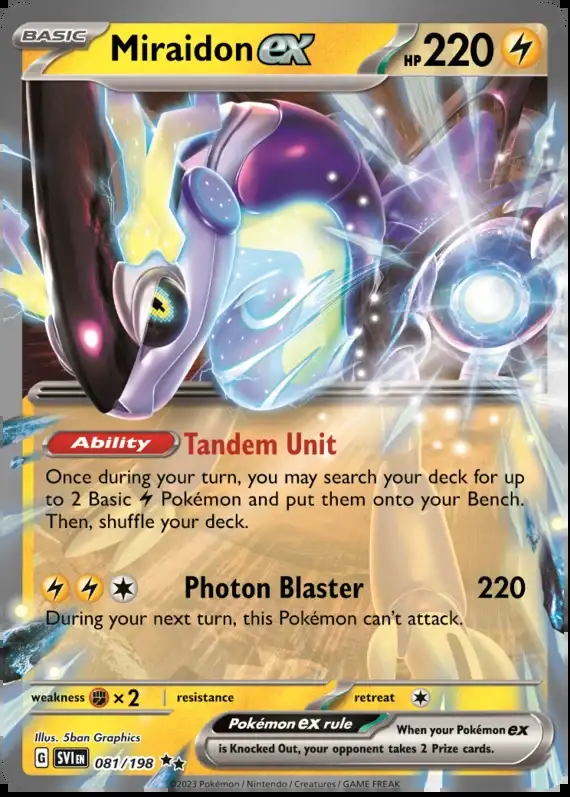 BASIC Miraidon ex HP 220
Ability Tandem Unit
Once during your turn, you may search your deck for up
to 2 Basic Pokémon and put them onto your Bench.
Then, shuffle your deck.
Photon Blaster 220
During your next turn, this Pokémon can't attack.
weakness ×2 resistance retreat
Illus. 5ban Graphics
Pokémon ex rule When your Pokémon ex
is Knocked Out, your opponent takes 2 Prize cards.
G SVI EN 081/198
©2023 Pokémon / Nintendo / Creatures / GAME FREAK